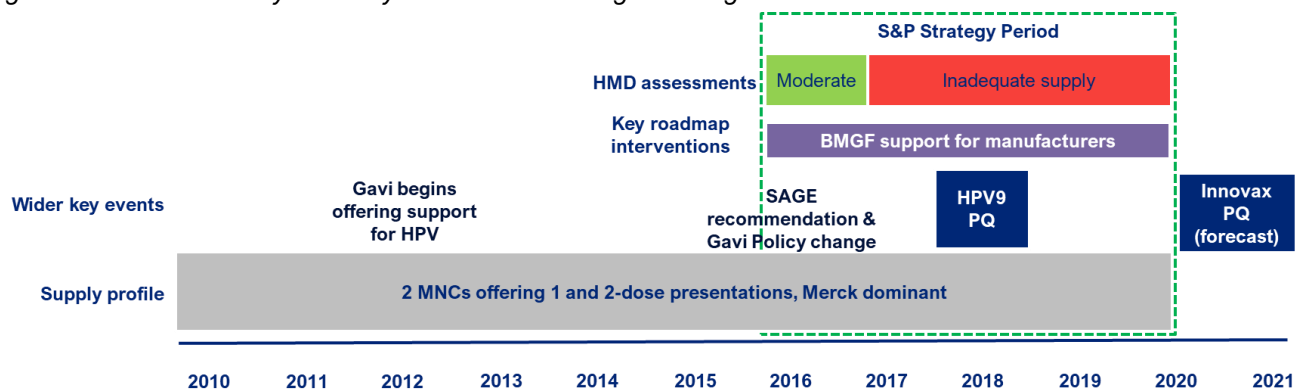 S&P Strategy Period
HMD assessments
Moderate
Inadequate supply
Key roadmap
interventions
BMGF support for manufacturers
Wider key events
Gavi begins
offering support
for HPV
SAGE
recommendation &
Gavi Policy change
HPV9
PQ
Innovax
PQ
(forecast)
Supply profile
2 MNCs offering 1 and 2-dose presentations, Merck dominant
2010 2011 2012 2013 2014 2015 2016 2017 2018 2019 2020 2021